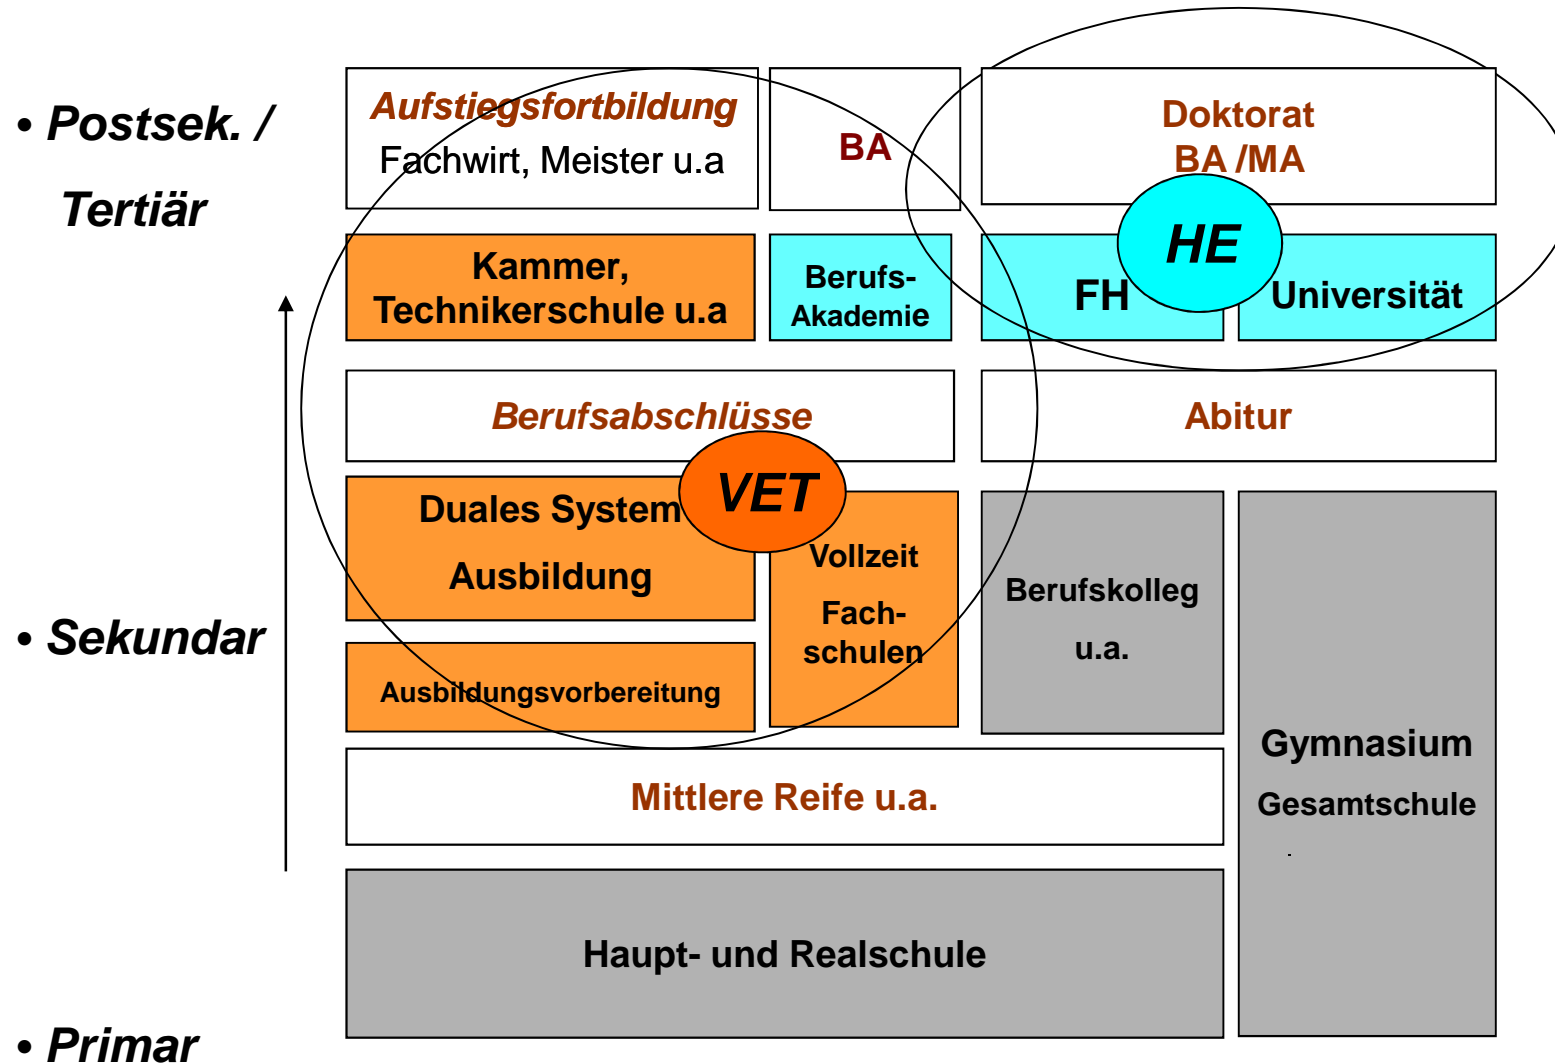 • Postsek. /
Tertiär
Aufstiegsfortbildung
Fachwirt, Meister u.a
BA
Doktorat
BA /MA
HE
Kammer,
Technikerschule u.a
Berufs-
Akademie
FH
Universität
Berufsabschlüsse
Abitur
VET
Duales System
Ausbildung
Vollzeit
Fach-
schulen
Berufskolleg
u.a.
• Sekundar
Ausbildungsvorbereitung
Gymnasium
Gesamtschule
.
Mittlere Reife u.a.
Haupt- und Realschule
• Primar